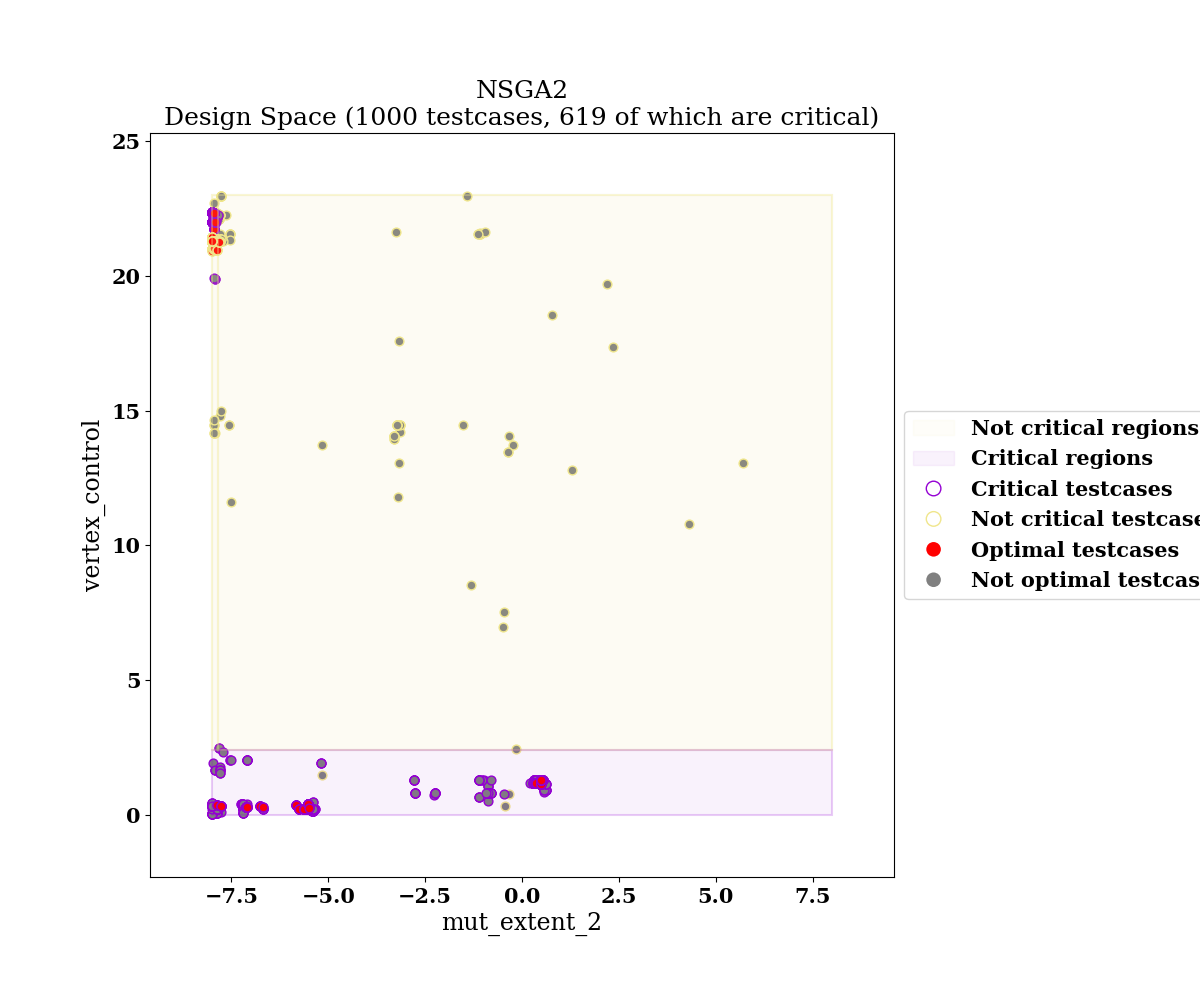 NSGA2
Design Space (1000 testcases, 619 of which are critical)
25
20
15
10
5
0
vertex_control
−7.5
−5.0
−2.5
0.0
2.5
5.0
7.5
mut_extent_2
Not critical regions
Critical regions
Critical testcases
Not critical testcase
Optimal testcases
Not optimal testcas